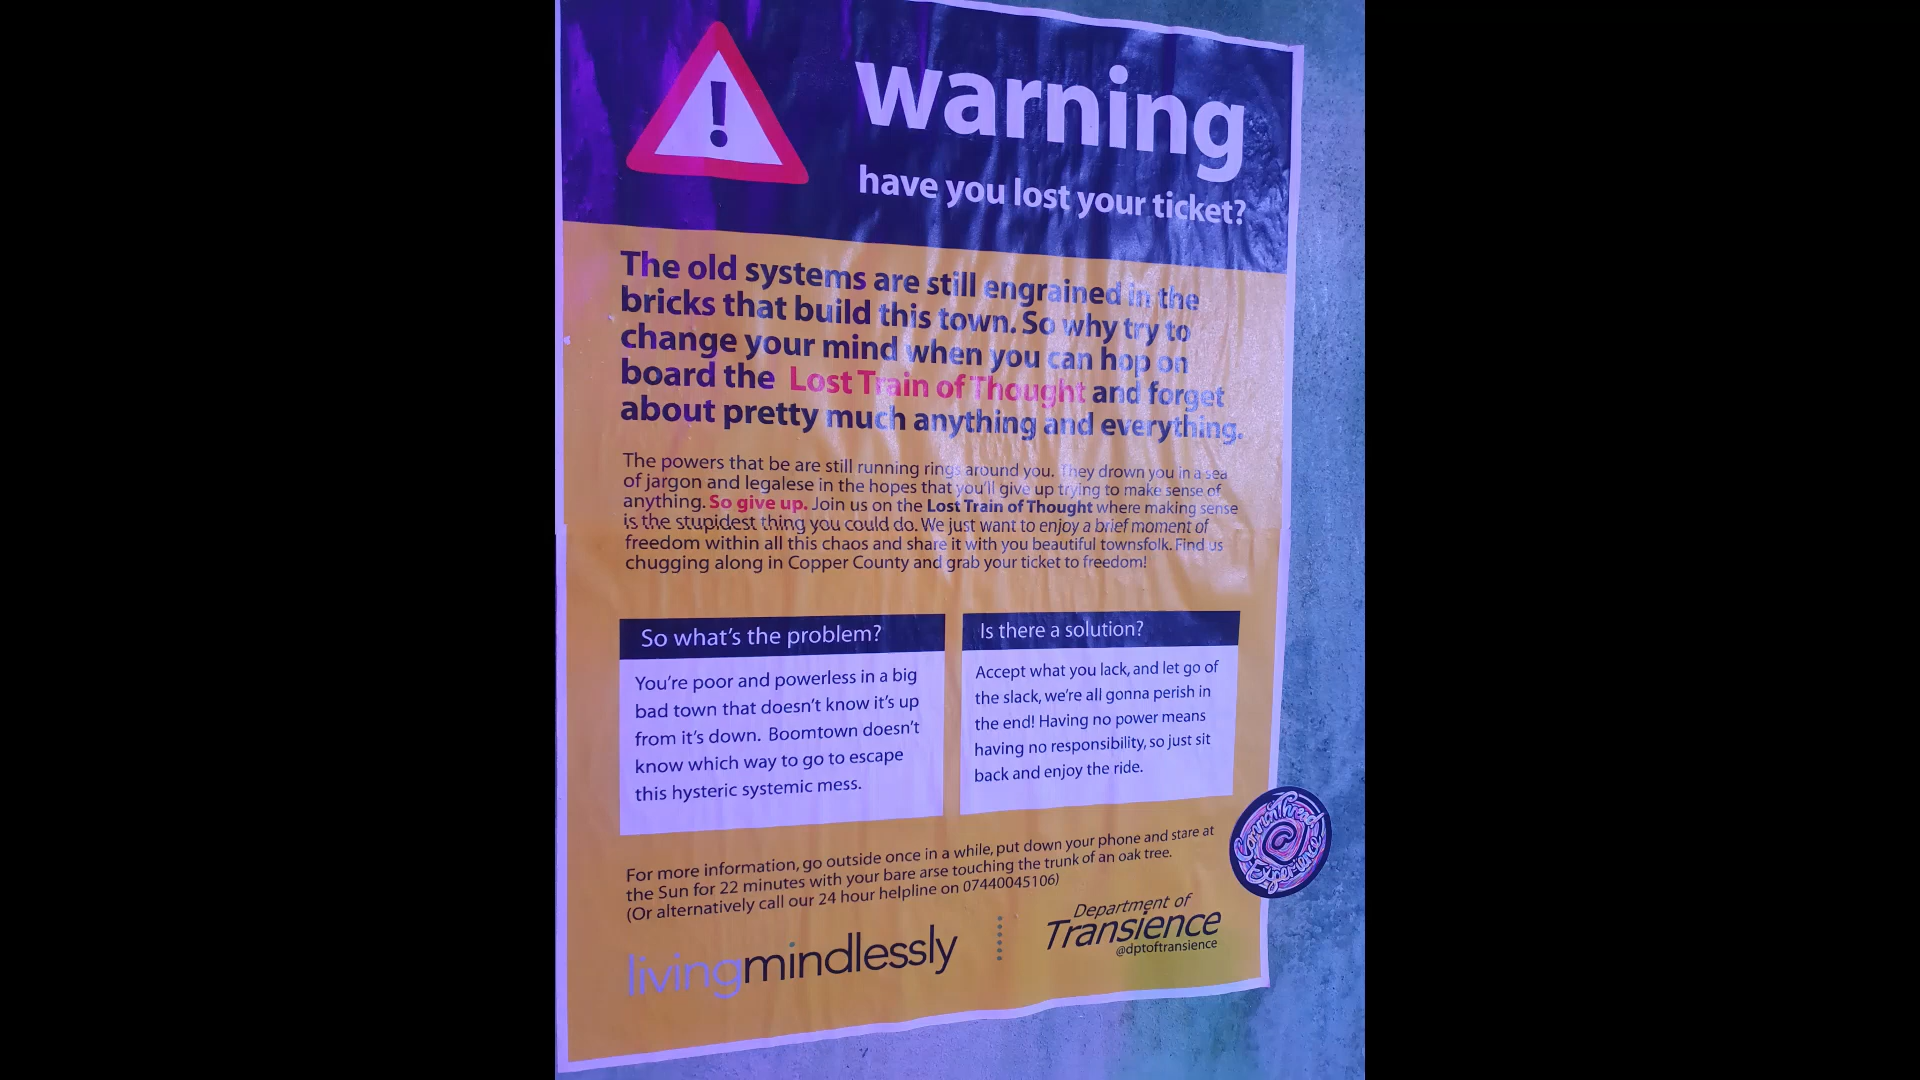 !
warning
have you lost your ticket?
The old systems are still engrained in the
bricks that build this town. So why try to
change your mind when you can hop on
board the Lost Train of Thought and forget
about pretty much anything and everything.
The powers that be are still running rings around you. They drown you in a sea
of jargon and legalese in the hopes that you'll give up trying to make sense of
anything. So give up. Join us on the Lost Train of Thought where making sense
is the stupidest thing you could do. We just want to enjoy a brief moment of
freedom within all this chaos and share it with you beautiful townsfolk. Find us
chugging along in Copper County and grab your ticket to freedom!
So what's the problem?
You're poor and powerless in a big
bad town that doesn't know it's up
from it's down. Boomtown doesn't
know which way to go to escape
this hysteric systemic mess.
Is there a solution?
Accept what you lack, and let go of
the slack, we're all gonna perish in
the end! Having no power means
having no responsibility, so just sit
back and enjoy the ride.
For more information, go outside once in a while, put down your phone and stare at
the Sun for 22 minutes with your bare arse touching the trunk of an oak tree.
(Or alternatively call our 24 hour helpline on 07440045106)
livingmindlessly
Department of
Transience
@dptoftransience
Common Thread
Experience